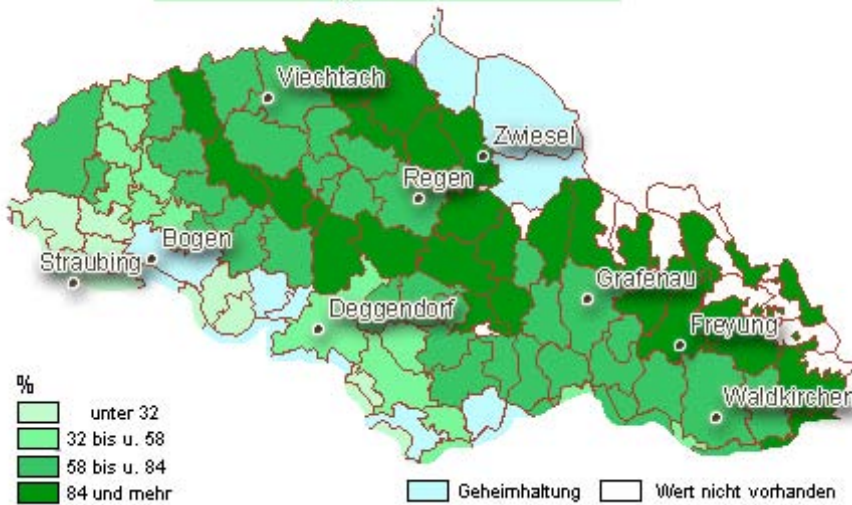 Viechtach
Zwiesel
Regen
Bogen
Straubing
Grafenau
Deggendorf
Freyung
Waldkirchen
%
unter 32
32 bis u. 58
58 bis u. 84
84 und mehr
Geheimhaltung
Wert nicht vorhanden